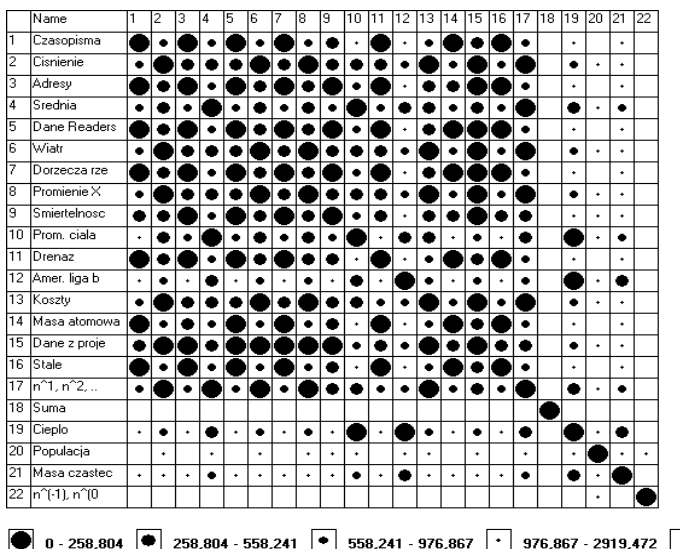 Name 1 2 3 4 5 6 7 8 9 10 11 12 13 14 15 16 17 18 19 20 21 22
1 Czasopisma
2 Cisnienie
3 Adresy
4 Srednia
5 Dane Readers
6 Wiatr
7 Dorzecza rze
8 Promienie X
9 Smiertelnosc
10 Prom. ciala
11 Drenaz
12 Amer. liga b
13 Koszty
14 Masa atomowa
15 Dane z proje
16 Stale
17 n^1, n^2, ..
18 Suma
19 Cieplo
20 Populacja
21 Masa czastec
22 n^(-1), n^(0
0 - 258,804 258,804 - 558,241 558,241 - 976,867 976,867 - 2919,472